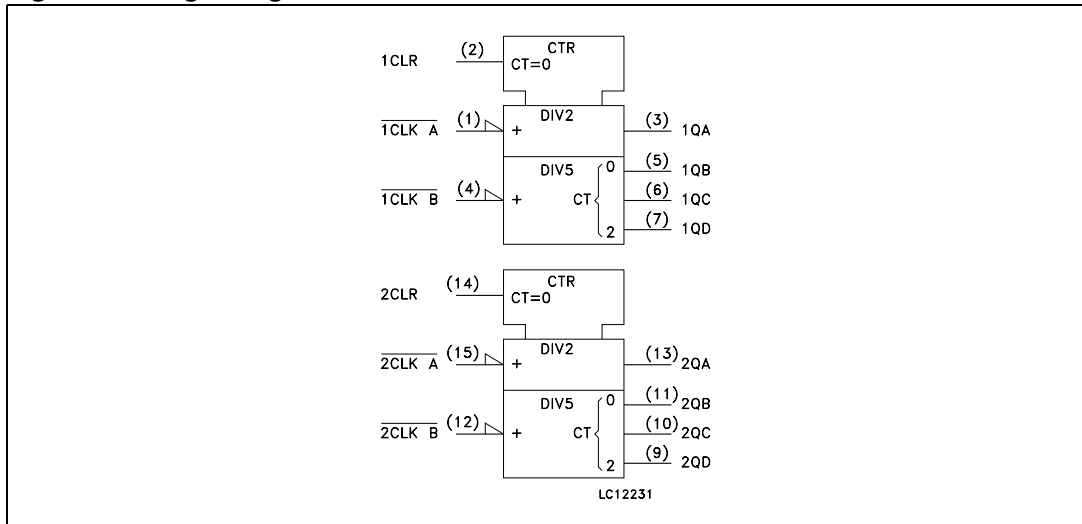 CTR
1CLR (2) CT=0
DIV2
1CLK A (1) + (3) 1QA
DIV5 0 (5) 1QB
1CLK B (4) + CT (6) 1QC
2 (7) 1QD
CTR
2CLR (14) CT=0
DIV2
2CLK A (15) + (13) 2QA
DIV5 0 (11) 2QB
2CLK B (12) + CT (10) 2QC
2 (9) 2QD
LC12231